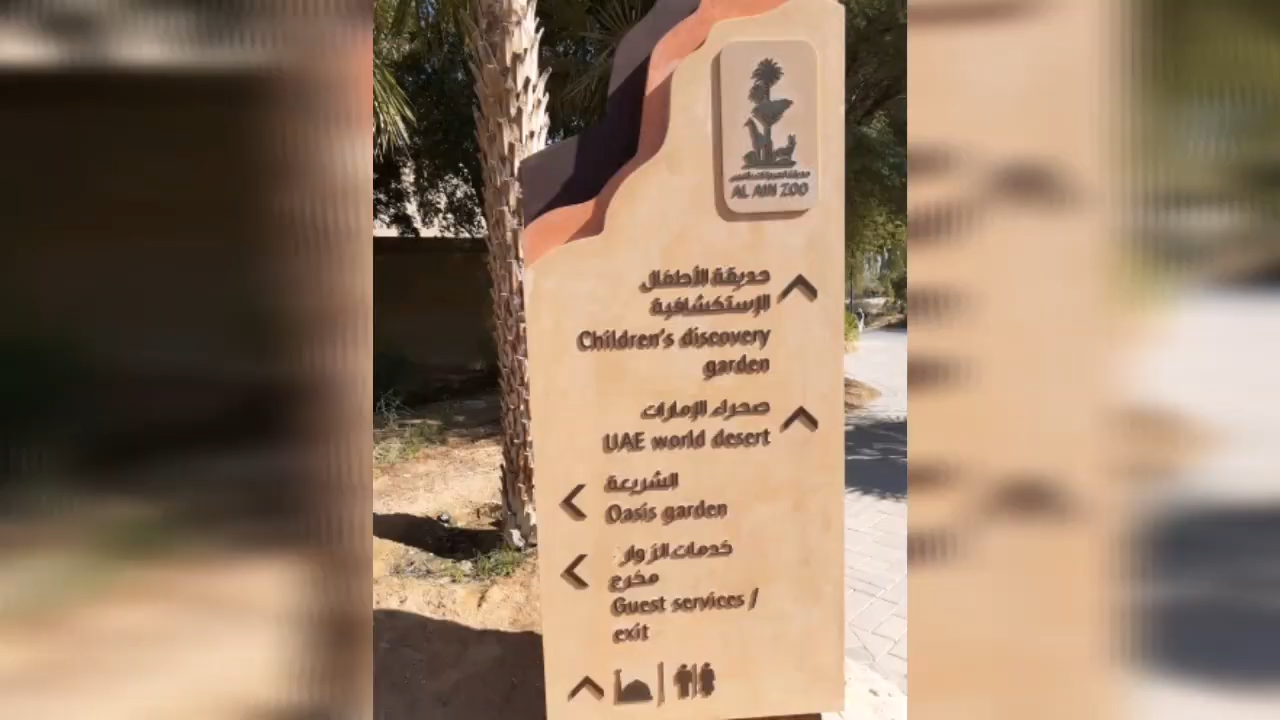 حديقة الحيوانات بالعين
AL AIN ZOO
حديقة الأطفال
الإستكشافية
Children's discovery
garden
صحراء الإمارات
UAE world desert
الشريعة
Oasis garden
خدمات الزوار
مخرج
Guest services /
exit